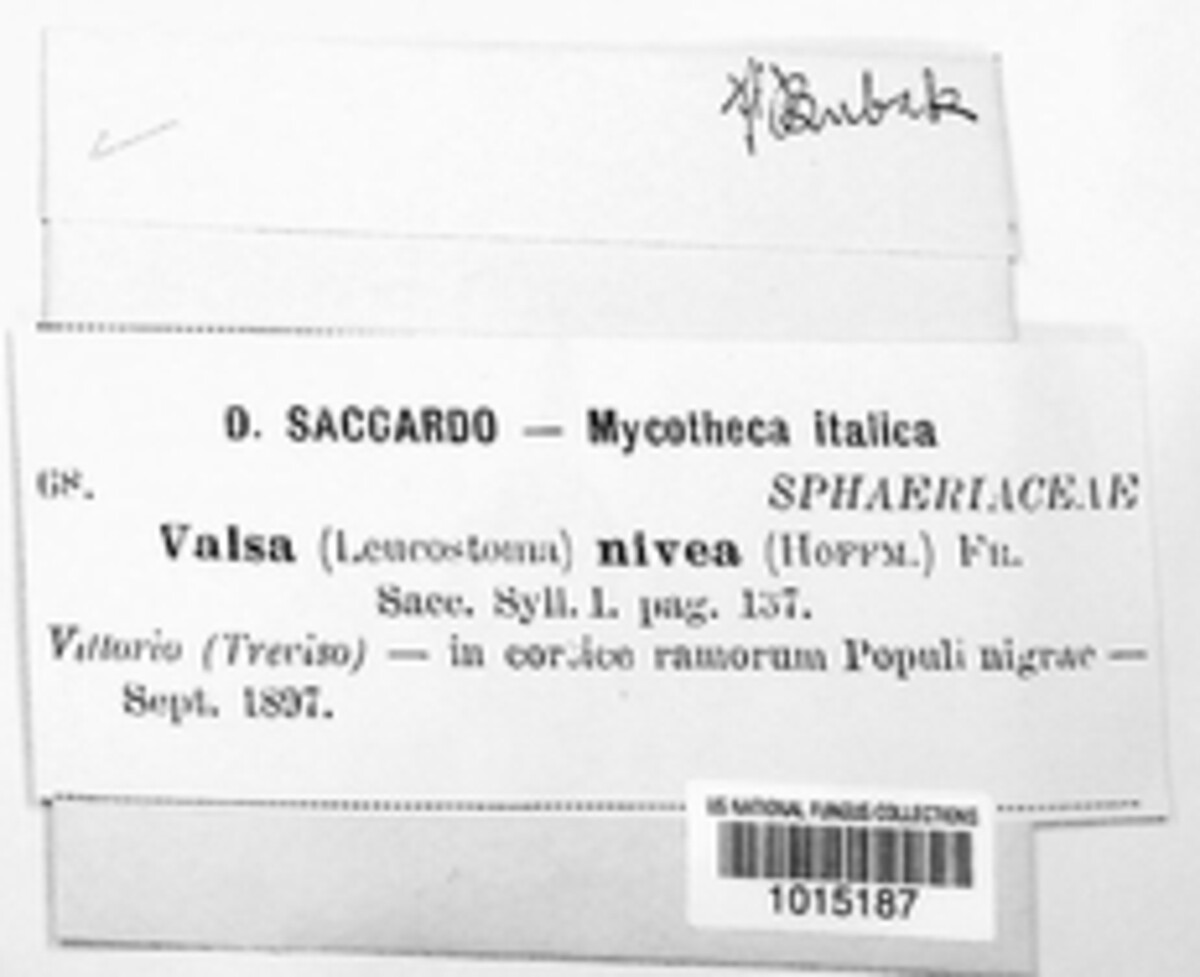 Bubák
D. SACCARDO — Mycotheca italica
68.
SPHAERIACEAE
Valsa (Leucostoma) nivea (HOFFM.) FR.
Sacc. Syll. I. pag. 137.
Vittorio (Treviso) — in cortice ramorum Populi nigrae —
Sept. 1897.
US NATIONAL FUNGUS COLLECTIONS
1015187